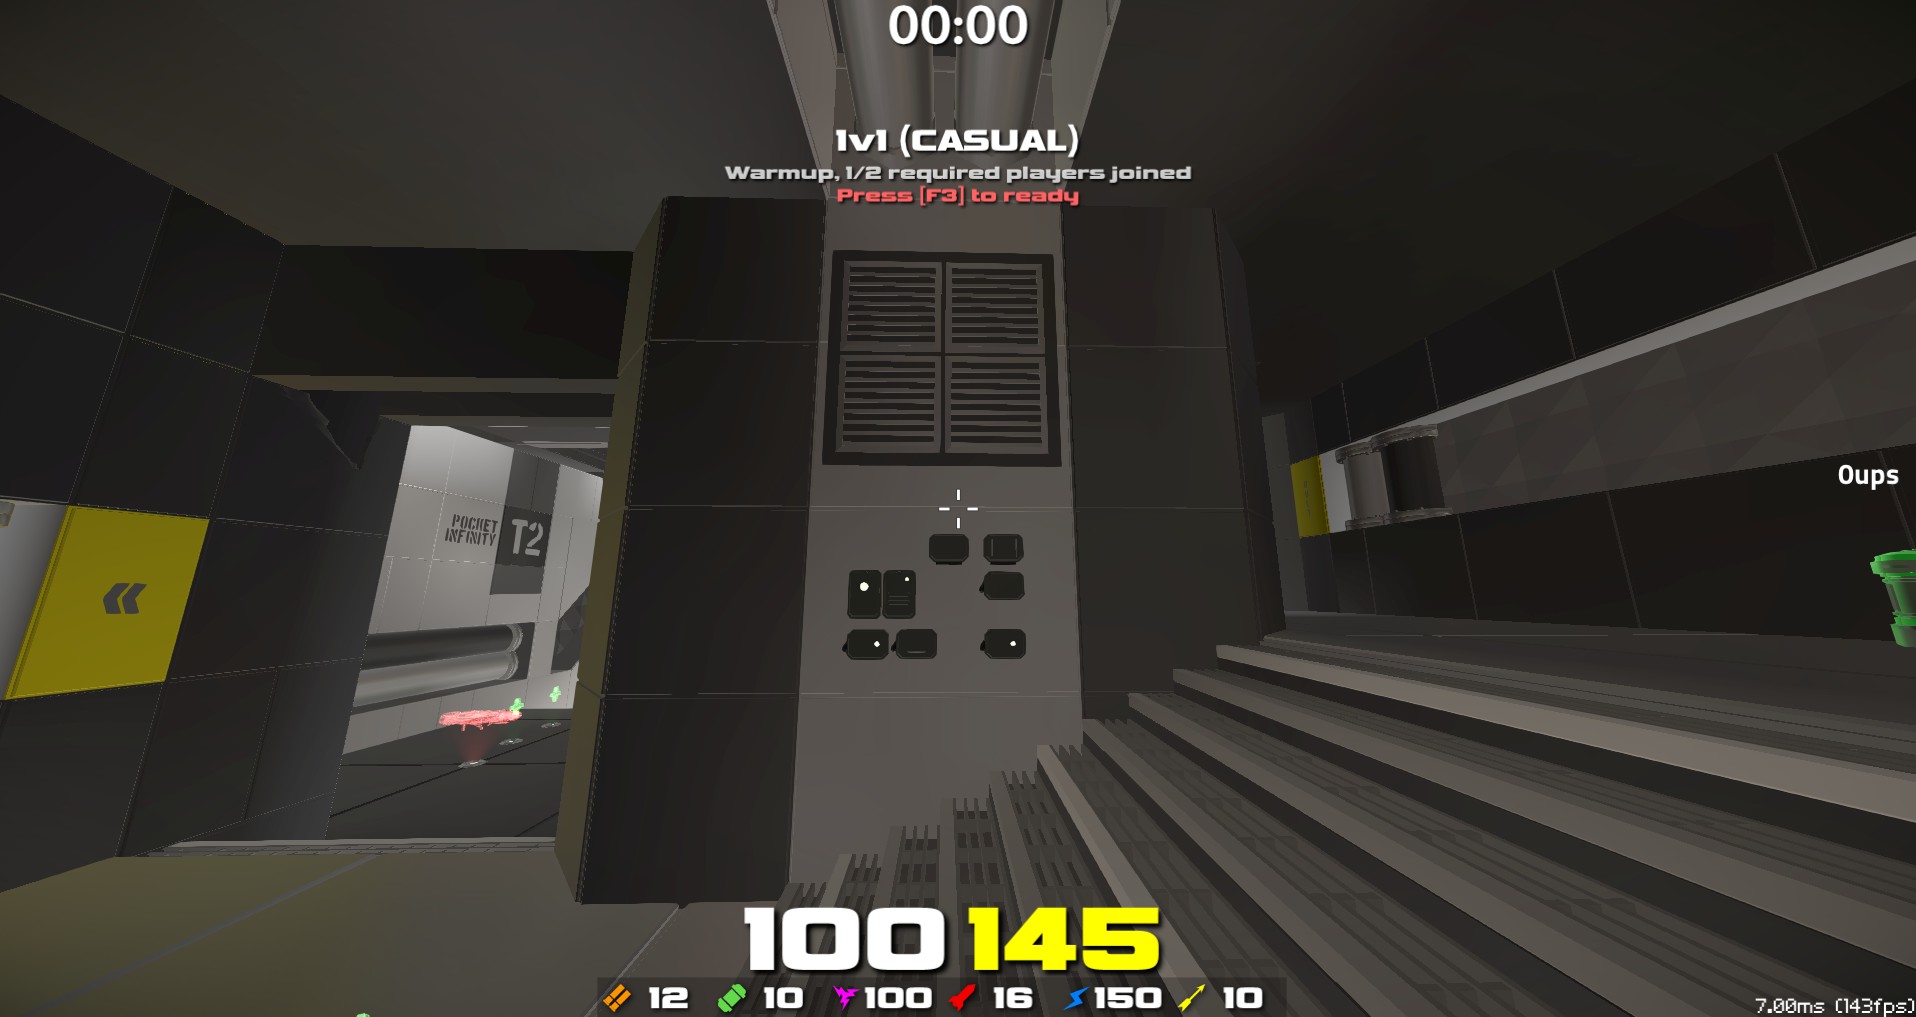 00:00
1v1 (CASUAL)
Warmup, 1/2 required players joined
Press [F3] to ready
Oups
POCKET
INFINITY
T2
100 145
12 10 100 16 150 10
7.00ms (143fps)